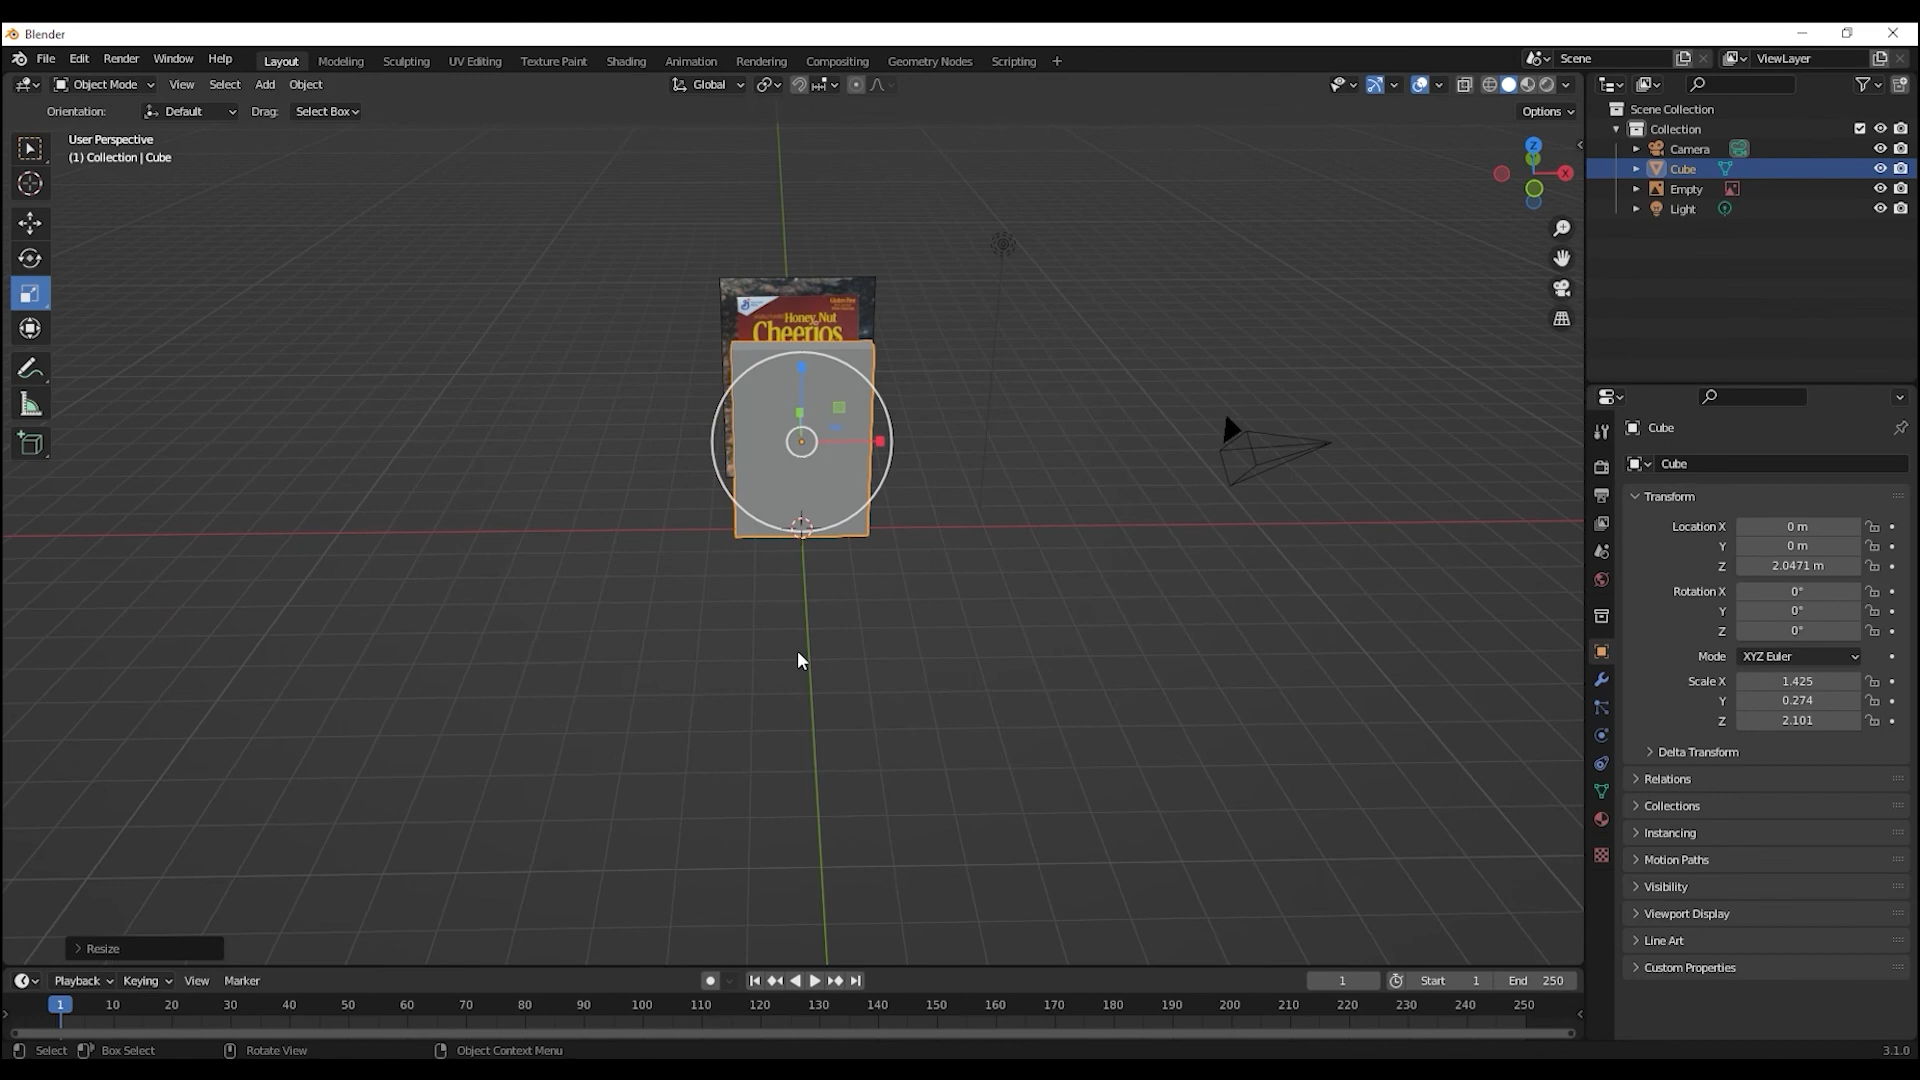 Blender
File Edit Render Window Help Layout Modeling Sculpting UV Editing Texture Paint Shading Animation Rendering Compositing Geometry Nodes Scripting + Scene ViewLayer
Object Mode View Select Add Object Global
Orientation: Default Drag: Select Box Options
User Perspective
(1) Collection | Cube
Z
Y
X
Scene Collection
Collection
Camera
Cube
Empty
Light
Honey Nut
Cheerios
Cube
Cube
Transform
Location X 0 m
Y 0 m
Z 2.0471 m
Rotation X 0°
Y 0°
Z 0°
Mode XYZ Euler
Scale X 1.425
Y 0.274
Z 2.101
Delta Transform
Relations
Collections
Instancing
Motion Paths
Visibility
Viewport Display
Line Art
Custom Properties
Resize
Playback Keying View Marker 1 Start 1 End 250
1 10 20 30 40 50 60 70 80 90 100 110 120 130 140 150 160 170 180 190 200 210 220 230 240 250
Select Box Select Rotate View Object Context Menu 3.1.0